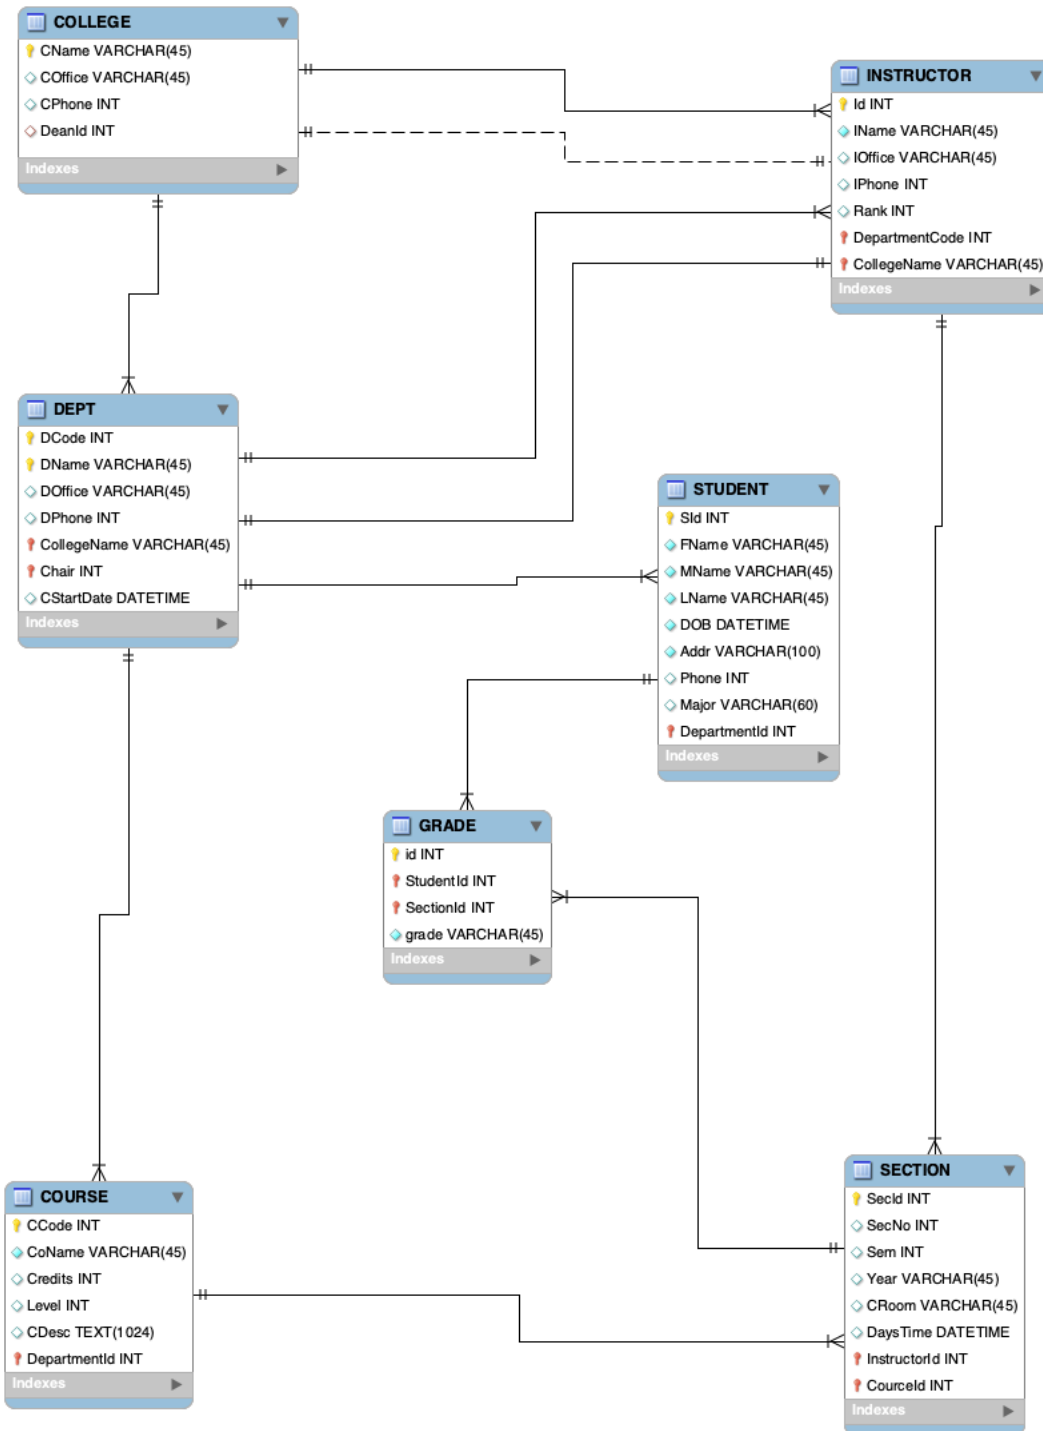 COLLEGE
CName VARCHAR(45)
COffice VARCHAR(45)
CPhone INT
DeanId INT
Indexes
INSTRUCTOR
Id INT
IName VARCHAR(45)
IOffice VARCHAR(45)
IPhone INT
Rank INT
DepartmentCode INT
CollegeName VARCHAR(45)
Indexes
DEPT
DCode INT
DName VARCHAR(45)
DOffice VARCHAR(45)
DPhone INT
CollegeName VARCHAR(45)
Chair INT
CStartDate DATETIME
Indexes
STUDENT
SId INT
FName VARCHAR(45)
MName VARCHAR(45)
LName VARCHAR(45)
DOB DATETIME
Addr VARCHAR(100)
Phone INT
Major VARCHAR(60)
DepartmentId INT
Indexes
GRADE
id INT
StudentId INT
SectionId INT
grade VARCHAR(45)
Indexes
COURSE
CCode INT
CoName VARCHAR(45)
Credits INT
Level INT
CDesc TEXT(1024)
DepartmentId INT
Indexes
SECTION
SecId INT
SecNo INT
Sem INT
Year VARCHAR(45)
CRoom VARCHAR(45)
DaysTime DATETIME
InstructorId INT
CourceId INT
Indexes